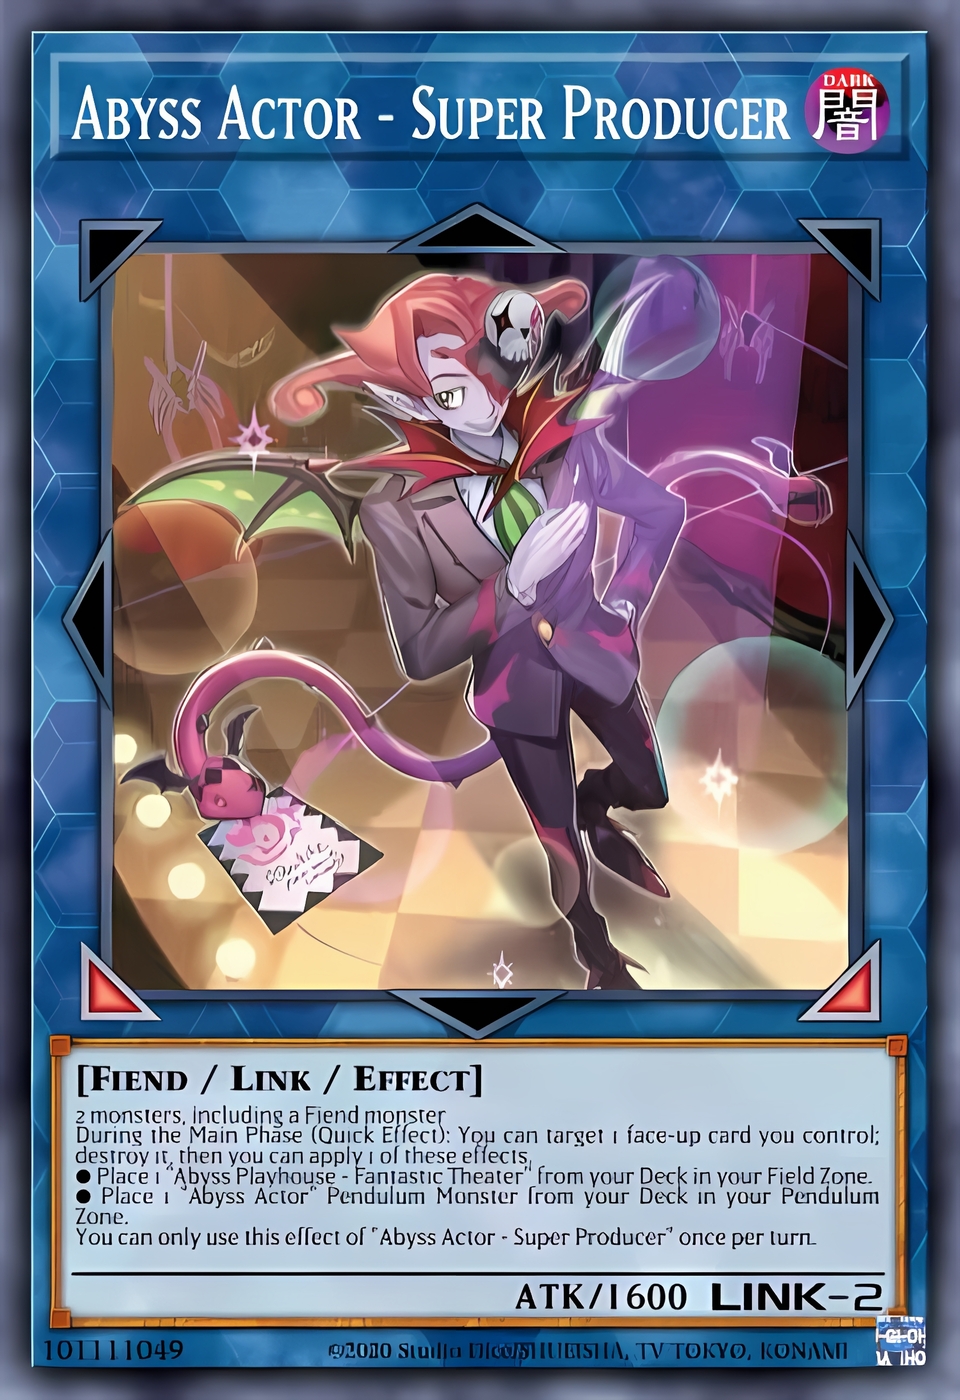 Abyss Actor - Super Producer
DARK
闇
[Fiend / Link / Effect]
2 monsters, including a Fiend monster
During the Main Phase (Quick Effect): You can target 1 face-up card you control;
destroy it, then you can apply 1 of these effects.
● Place 1 "Abyss Playhouse - Fantastic Theater" from your Deck in your Field Zone.
● Place 1 "Abyss Actor" Pendulum Monster from your Deck in your Pendulum
Zone.
You can only use this effect of "Abyss Actor - Super Producer" once per turn.
ATK/1600 LINK-2
101111049
©2020 Studio TV TOKYO, KONAMI